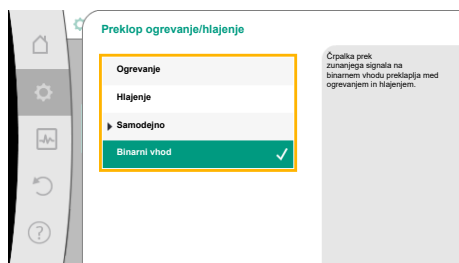 Preklop ogrevanje/hlajenje
Ogrevanje
Hlajenje
Samodejno
Binarni vhod
Črpalka prek
zunanjega signala na
binarnem vhodu preklaplja med
ogrevanjem in hlajenjem.
?